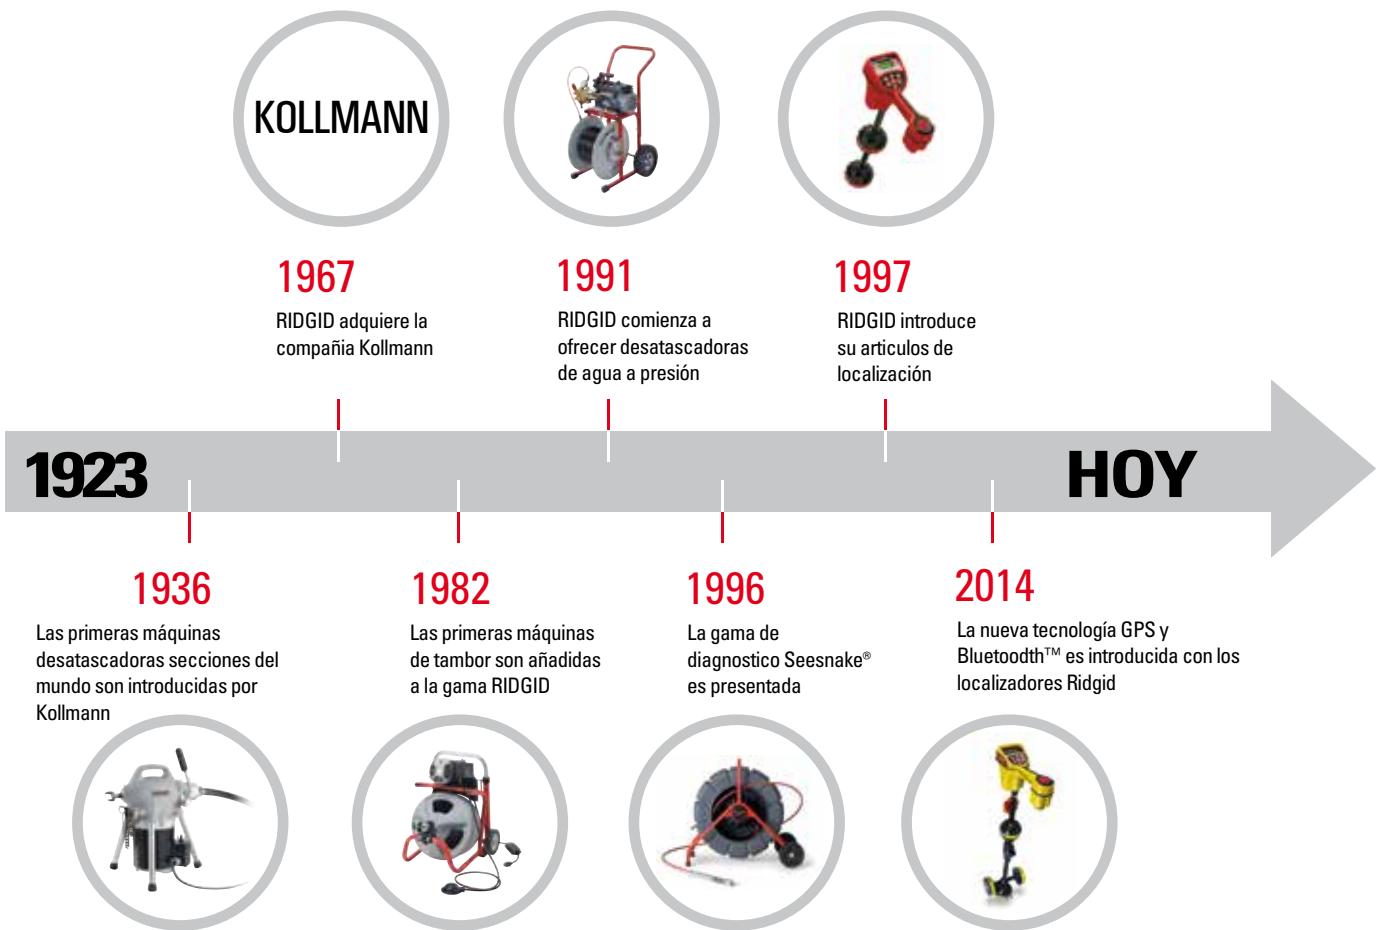 KOLLMANN
1967
RIDGID adquiere la
compañia Kollmann
1991
RIDGID comienza a
ofrecer desatascadoras
de agua a presión
1997
RIDGID introduce
su articulos de
localización
1923
HOY
1936
Las primeras máquinas
desatascadoras secciones del
mundo son introducidas por
Kollmann
1982
Las primeras máquinas
de tambor son añadidas
a la gama RIDGID
1996
La gama de
diagnostico Seesnake®
es presentada
2014
La nueva tecnología GPS y
Bluetoodth™ es introducida con los
localizadores Ridgid